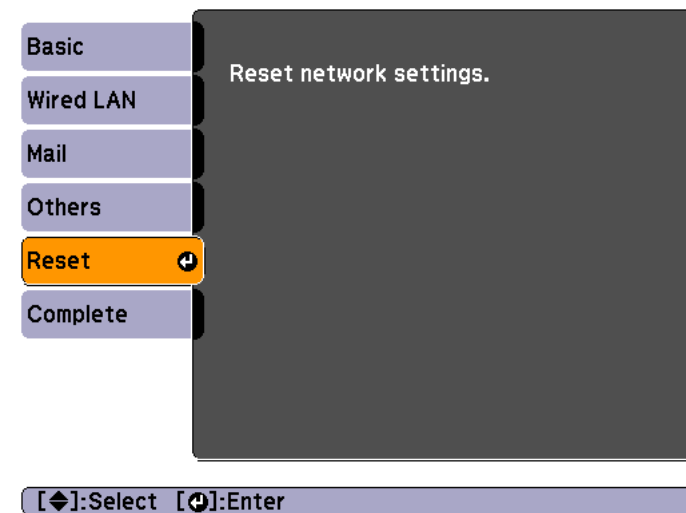 Basic
Reset network settings.
Wired LAN
Mail
Others
Reset
Complete
[◆]:Select [⏎]:Enter